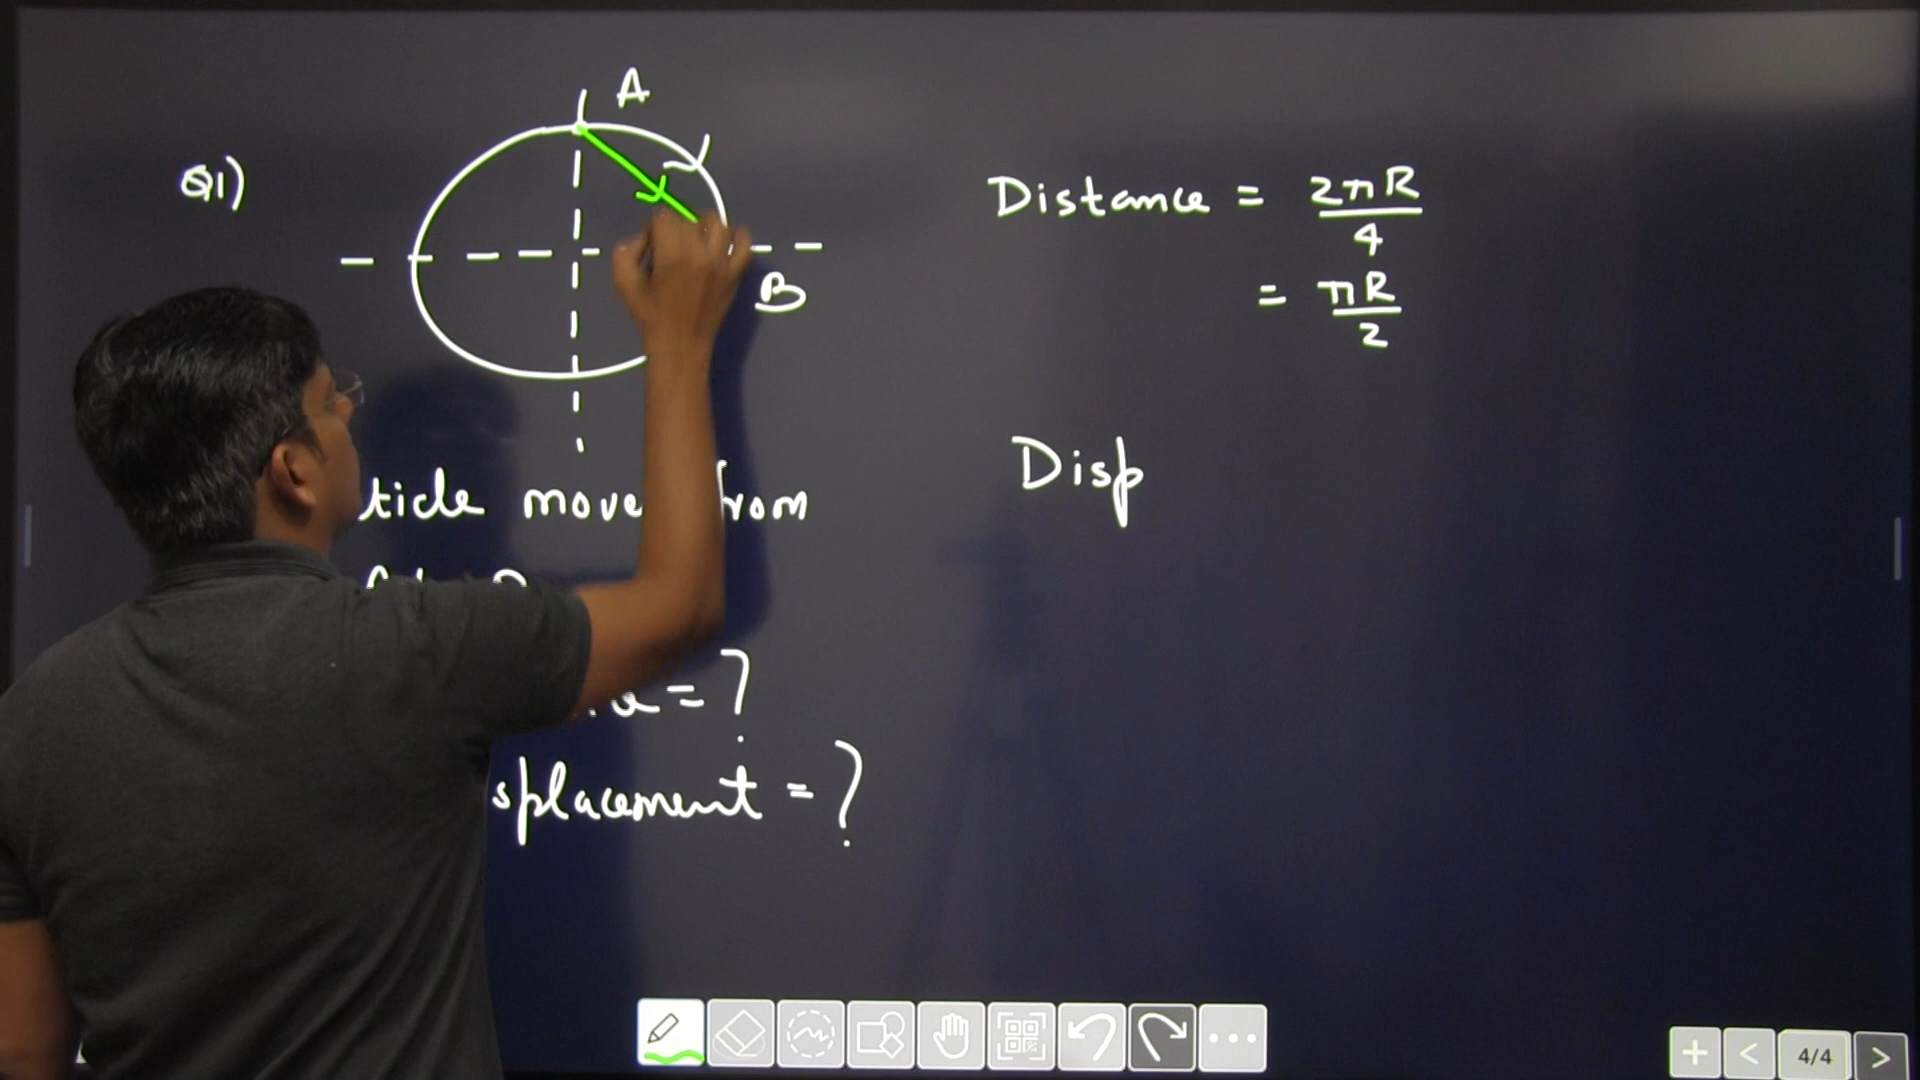 A
Q1)
B
ticle move from
= ?
splacement = ?
Distance = 2πR/4
= πR/2
Disp
4/4